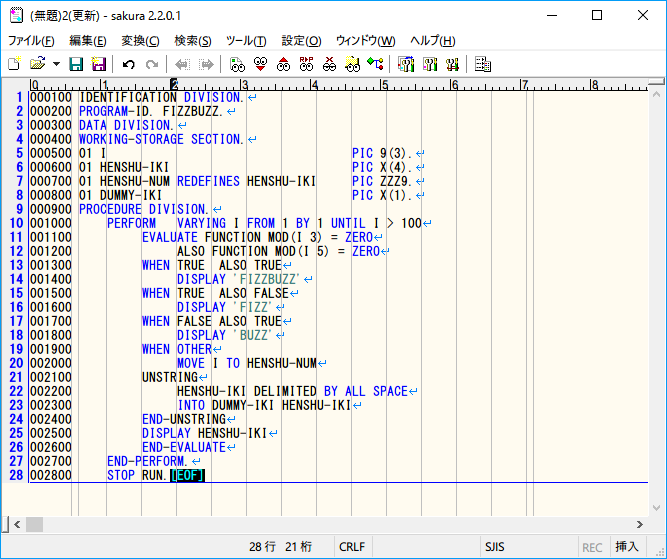 (無題)2(更新) - sakura 2.2.0.1
ファイル(F) 編集(E) 変換(C) 検索(S) ツール(T) 設定(O) ウィンドウ(W) ヘルプ(H)
0 1 2 3 4 5 6 7 8
1 000100 IDENTIFICATION DIVISION.
2 000200 PROGRAM-ID. FIZZBUZZ.
3 000300 DATA DIVISION.
4 000400 WORKING-STORAGE SECTION.
5 000500 01 I PIC 9(3).
6 000600 01 HENSHU-IKI PIC X(4).
7 000700 01 HENSHU-NUM REDEFINES HENSHU-IKI PIC ZZZ9.
8 000800 01 DUMMY-IKI PIC X(1).
9 000900 PROCEDURE DIVISION.
10 001000 PERFORM VARYING I FROM 1 BY 1 UNTIL I > 100
11 001100 EVALUATE FUNCTION MOD(I 3) = ZERO
12 001200 ALSO FUNCTION MOD(I 5) = ZERO
13 001300 WHEN TRUE ALSO TRUE
14 001400 DISPLAY 'FIZZBUZZ'
15 001500 WHEN TRUE ALSO FALSE
16 001600 DISPLAY 'FIZZ'
17 001700 WHEN FALSE ALSO TRUE
18 001800 DISPLAY 'BUZZ'
19 001900 WHEN OTHER
20 002000 MOVE I TO HENSHU-NUM
21 002100 UNSTRING
22 002200 HENSHU-IKI DELIMITED BY ALL SPACE
23 002300 INTO DUMMY-IKI HENSHU-IKI
24 002400 END-UNSTRING
25 002500 DISPLAY HENSHU-IKI
26 002600 END-EVALUATE
27 002700 END-PERFORM.
28 002800 STOP RUN.[EOF]
28 行 21 桁 CRLF SJIS REC 挿入